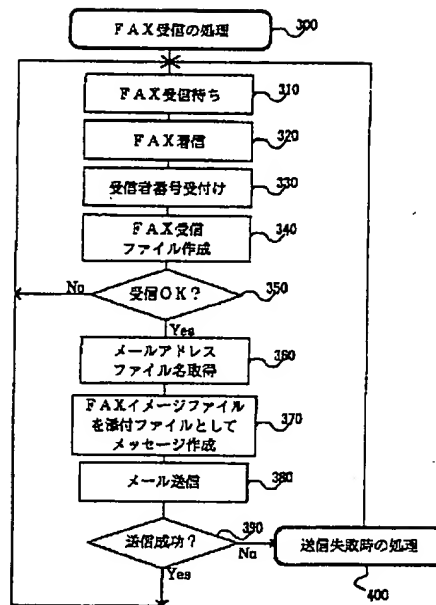 FAX受信の処理
300
FAX受信待ち
310
FAX着信
320
受信者番号受付け
330
FAX受信
ファイル作成
340
受信OK?
350
No
Yes
メールアドレス
ファイル名取得
360
FAXイメージファイル
を添付ファイルとして
メッセージ作成
370
メール送信
380
送信成功?
390
No
Yes
送信失敗時の処理
400